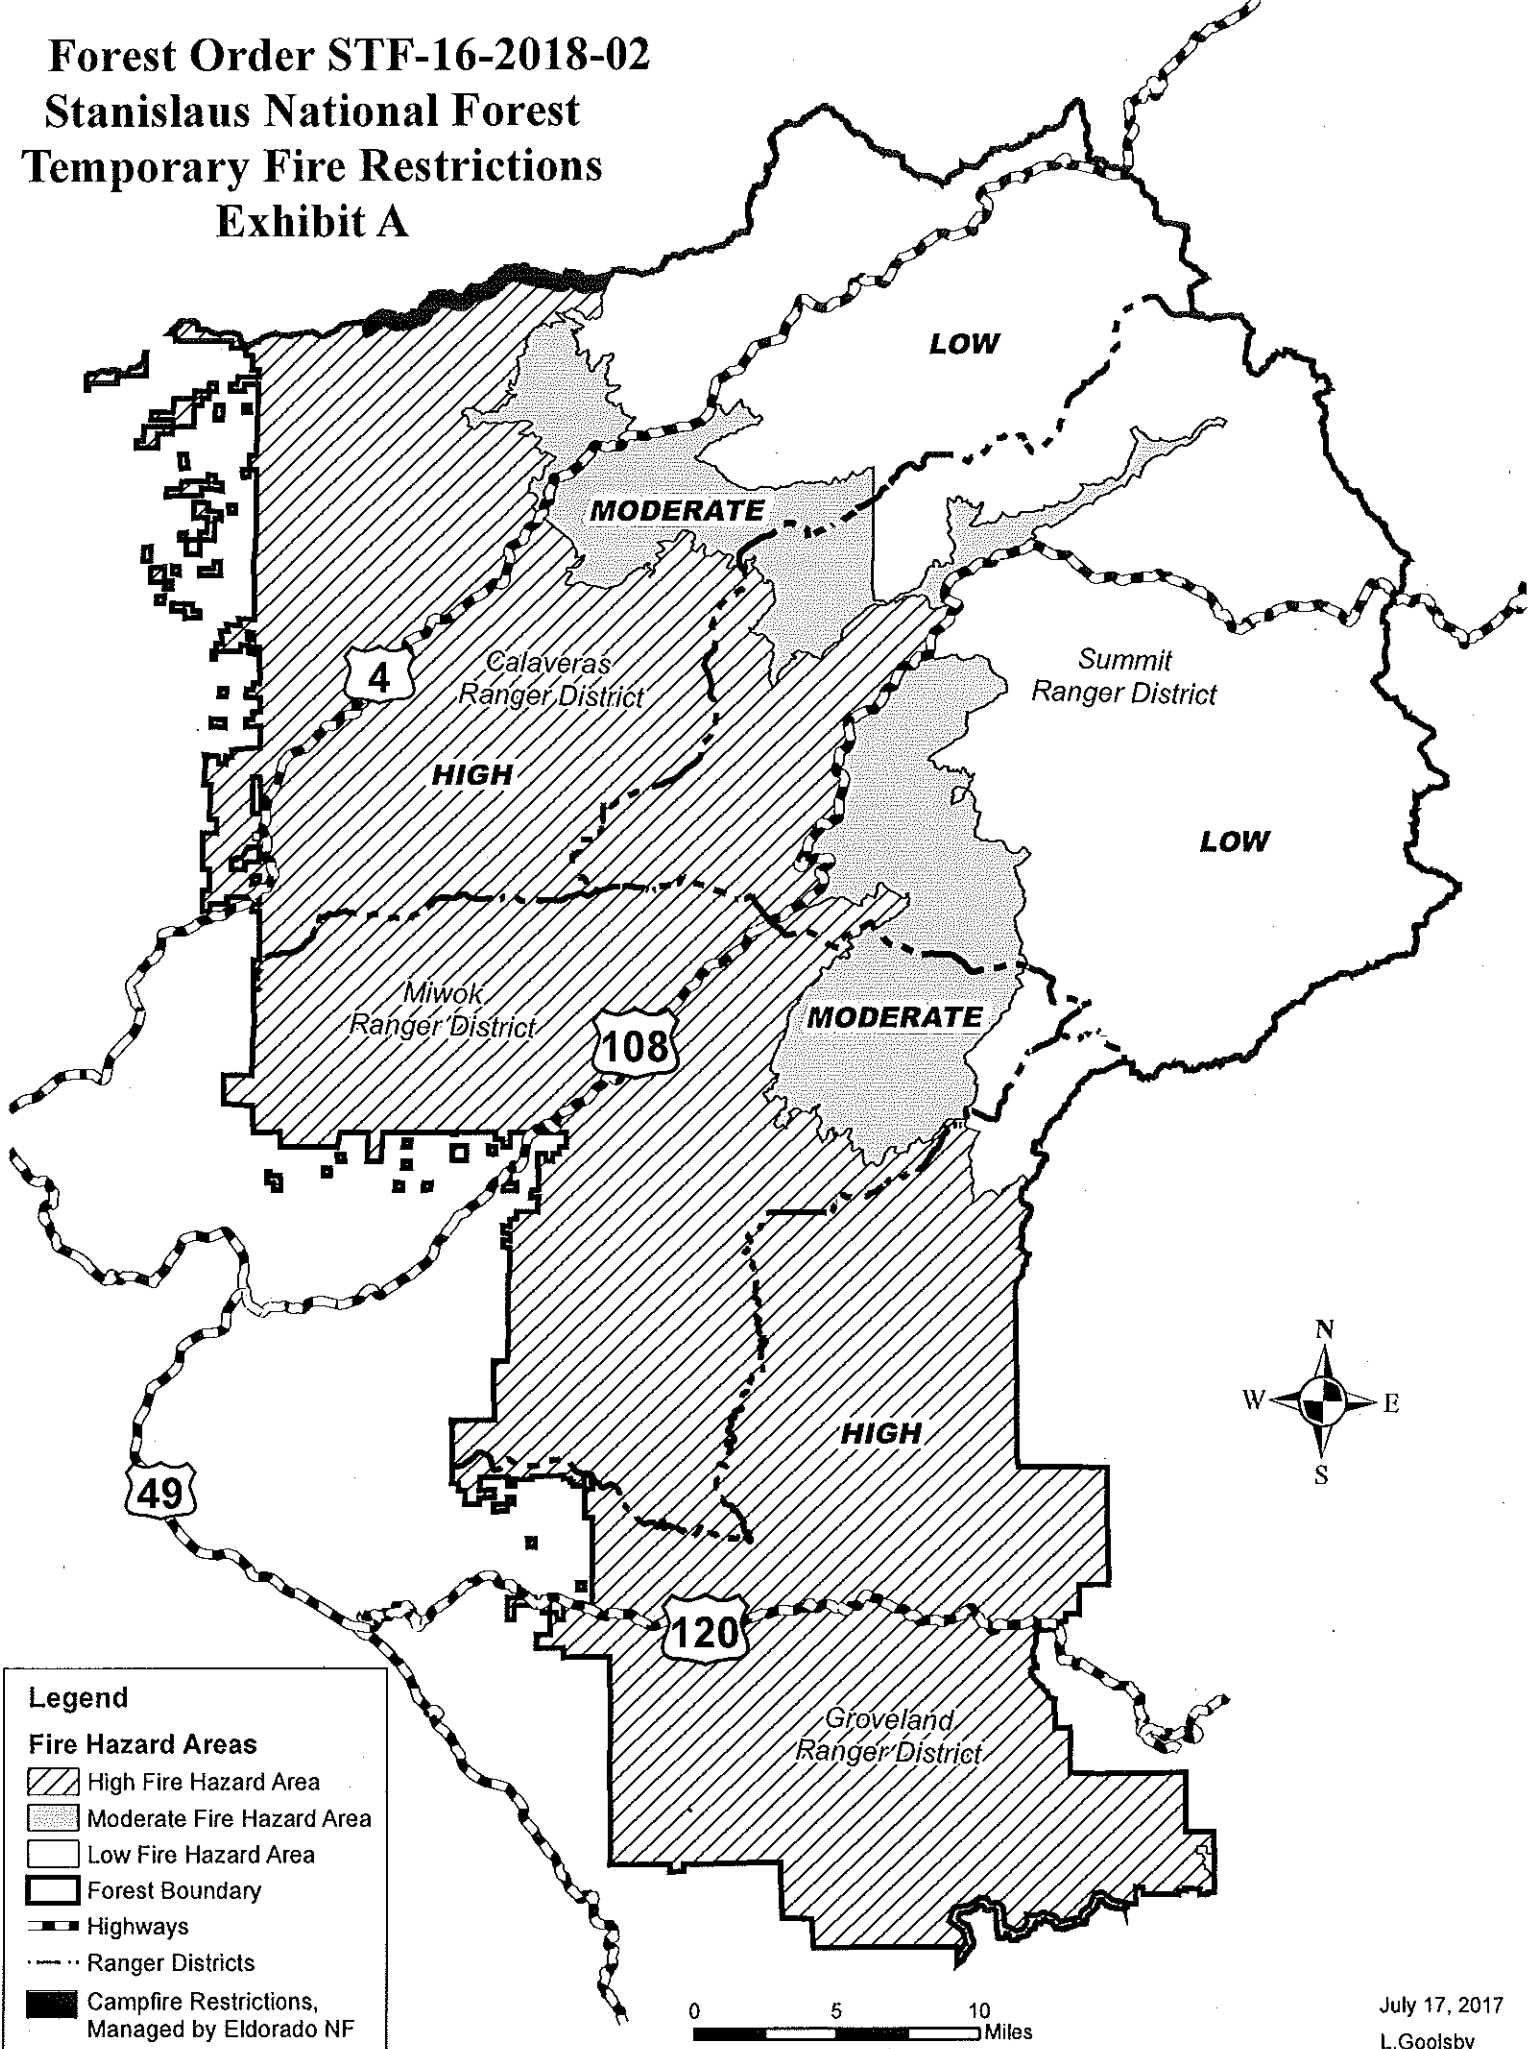 Forest Order STF-16-2018-02
Stanislaus National Forest
Temporary Fire Restrictions
Exhibit A
LOW
MODERATE
Calaveras
Ranger District
4
Summit
Ranger District
HIGH
LOW
Miwok
Ranger District
MODERATE
108
N
W
E
S
HIGH
49
120
Groveland
Ranger District
Legend
Fire Hazard Areas
High Fire Hazard Area
Moderate Fire Hazard Area
Low Fire Hazard Area
Forest Boundary
Highways
Ranger Districts
Campfire Restrictions,
Managed by Eldorado NF
0 5 10
Miles
July 17, 2017
L.Goolsby